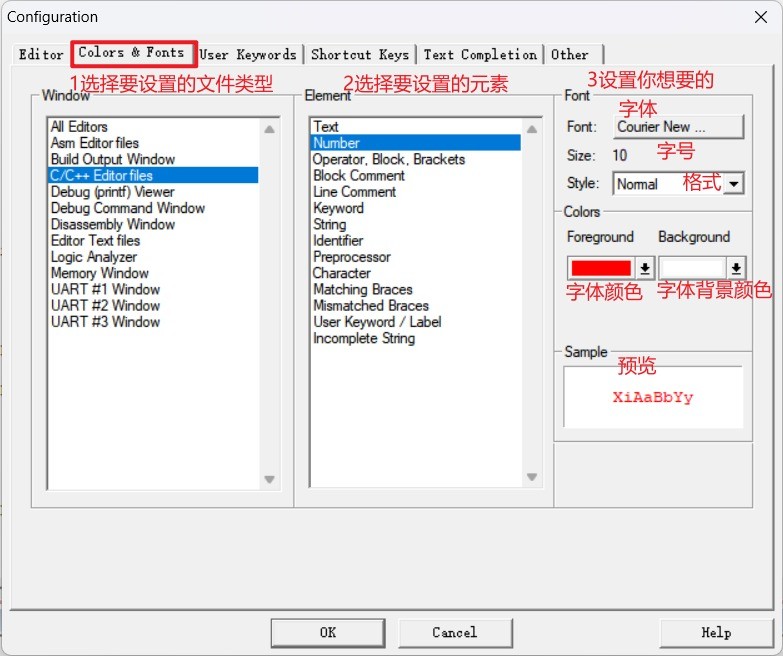 Configuration
Editor
Colors & Fonts
User Keywords
Shortcut Keys
Text Completion
Other
1选择要设置的文件类型
2选择要设置的元素
3设置你想要的
Window
All Editors
Asm Editor files
Build Output Window
C/C++ Editor files
Debug (printf) Viewer
Debug Command Window
Disassembly Window
Editor Text files
Logic Analyzer
Memory Window
UART #1 Window
UART #2 Window
UART #3 Window
Element
Text
Number
Operator, Block, Brackets
Block Comment
Line Comment
Keyword
String
Identifier
Preprocessor
Character
Matching Braces
Mismatched Braces
User Keyword / Label
Incomplete String
Font
字体
Font: Courier New ...
Size: 10 字号
Style: Normal 格式
Colors
Foreground Background
字体颜色 字体背景颜色
Sample
预览
XiAaBbYy
OK
Cancel
Help